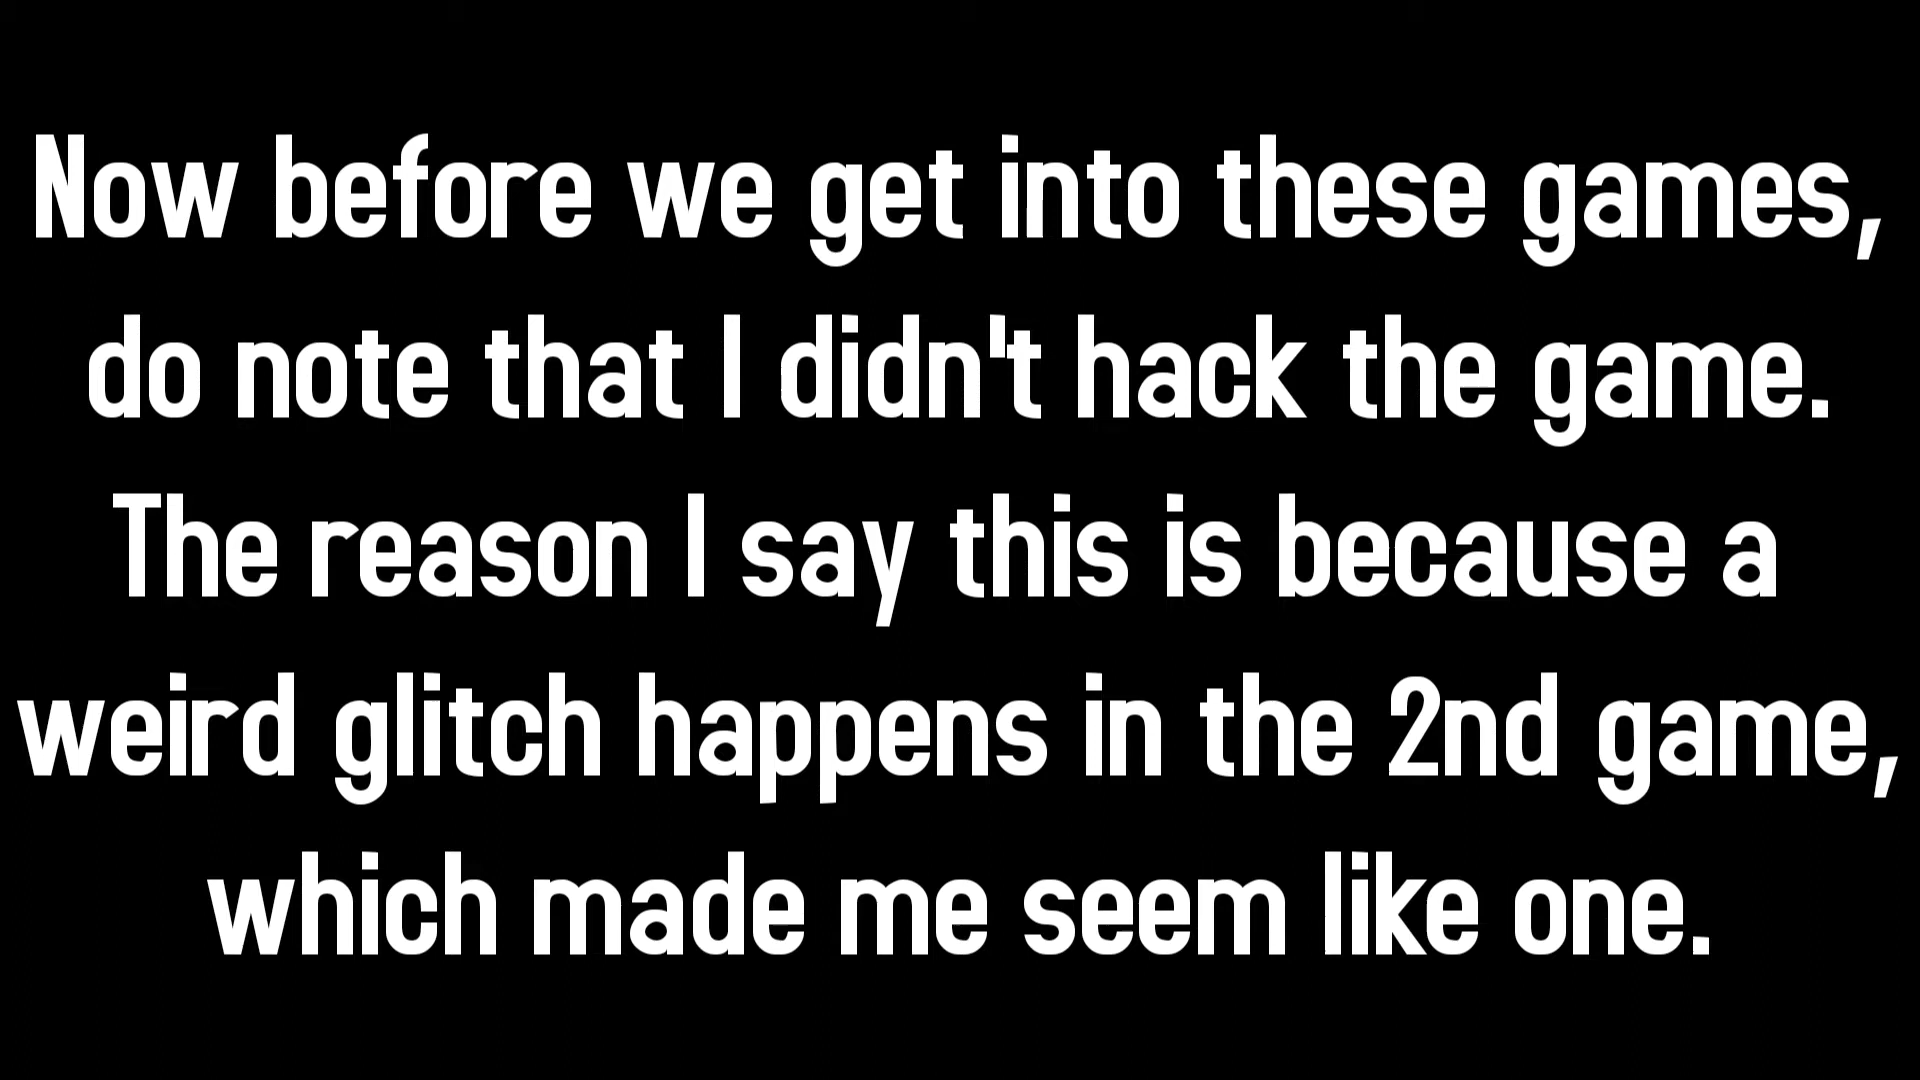 Now before we get into these games,
do note that I didn't hack the game.
The reason I say this is because a
weird glitch happens in the 2nd game,
which made me seem like one.